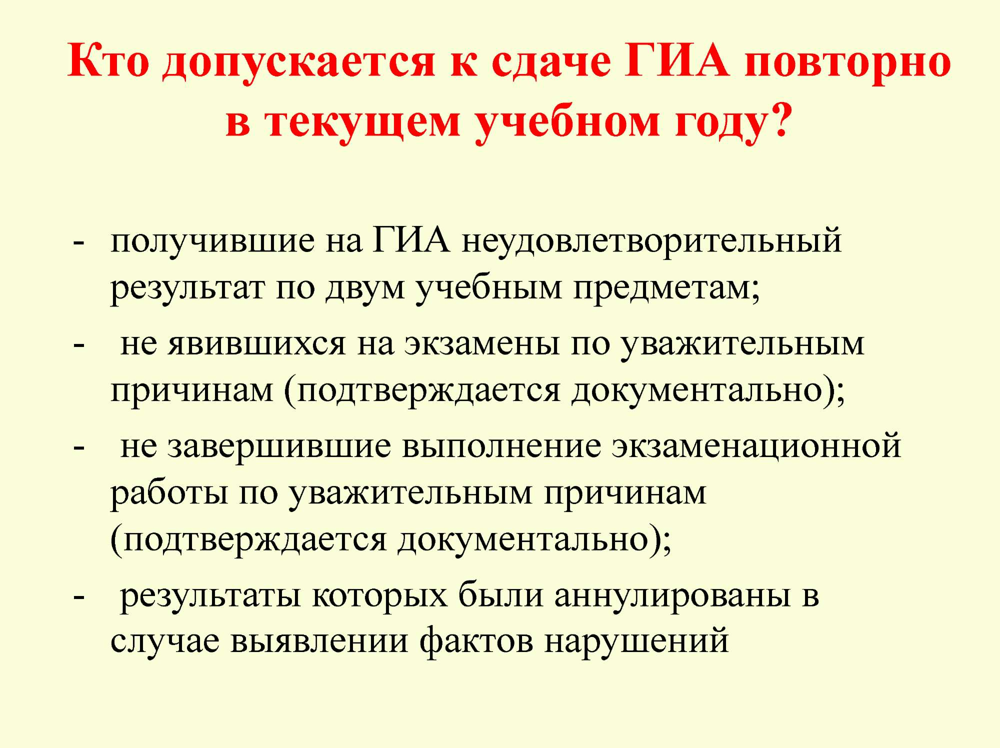 Кто допускается к сдаче ГИА повторно
в текущем учебном году?
- получившие на ГИА неудовлетворительный
результат по двум учебным предметам;
- не явившихся на экзамены по уважительным
причинам (подтверждается документально);
- не завершившие выполнение экзаменационной
работы по уважительным причинам
(подтверждается документально);
- результаты которых были аннулированы в
случае выявлении фактов нарушений